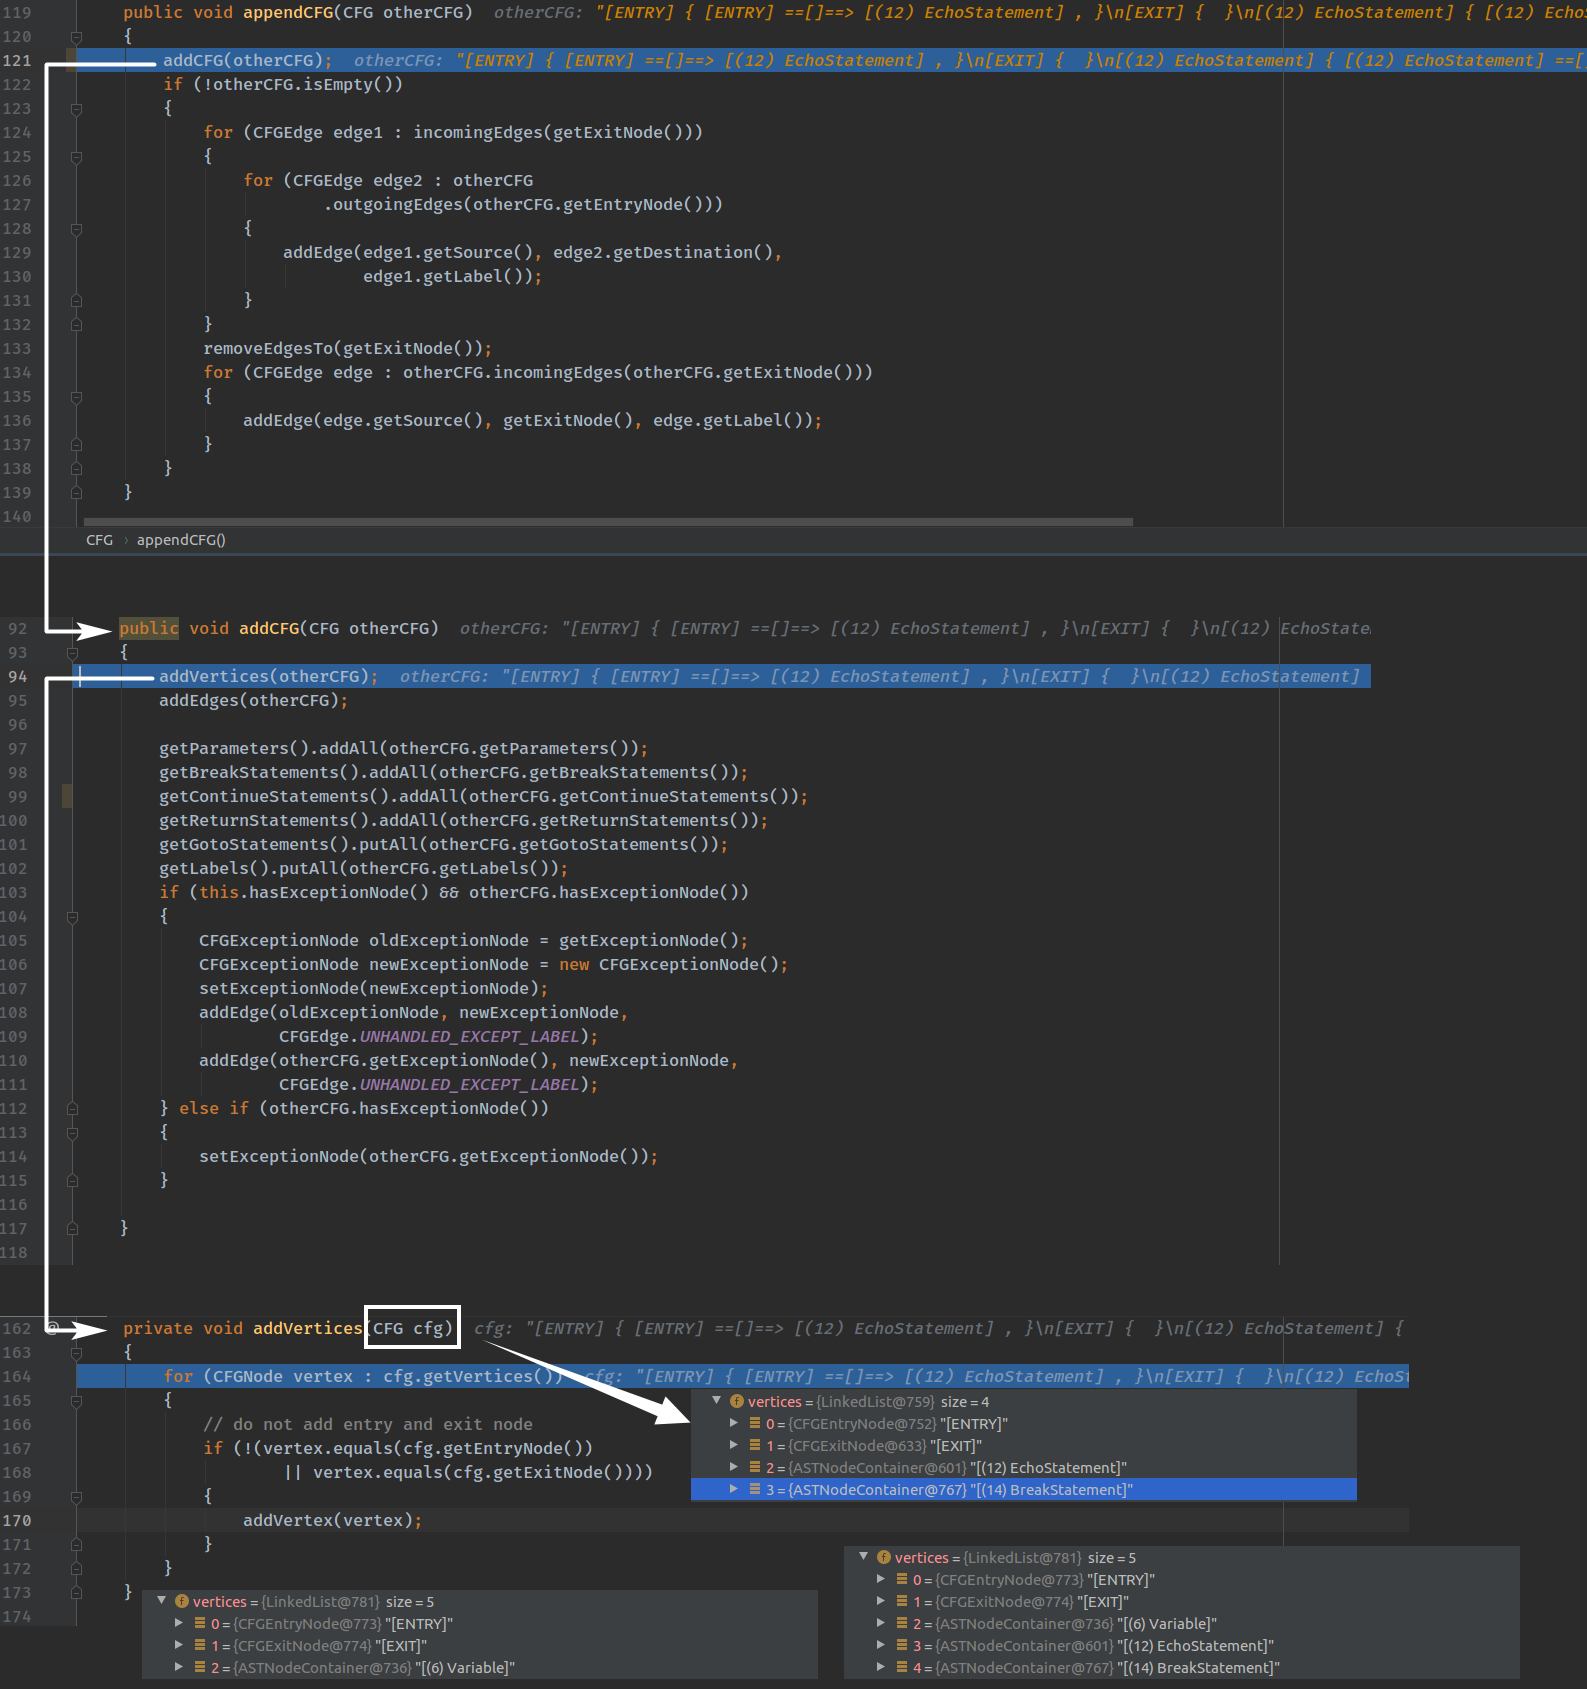 119 public void appendCFG(CFG otherCFG) otherCFG: "[ENTRY] { [ENTRY] ==[]==> [(12) EchoStatement] , }\n[EXIT] {  }\n[(12) EchoStatement] { [(12) Echo
120 {
121 addCFG(otherCFG); otherCFG: "[ENTRY] { [ENTRY] ==[]==> [(12) EchoStatement] , }\n[EXIT] {  }\n[(12) EchoStatement] { [(12) EchoStatement] ==[
122 if (!otherCFG.isEmpty())
123 {
124 for (CFGEdge edge1 : incomingEdges(getExitNode()))
125 {
126 for (CFGEdge edge2 : otherCFG
127 .outgoingEdges(otherCFG.getEntryNode()))
128 {
129 addEdge(edge1.getSource(), edge2.getDestination(),
130 edge1.getLabel());
131 }
132 }
133 removeEdgesTo(getExitNode());
134 for (CFGEdge edge : otherCFG.incomingEdges(otherCFG.getExitNode()))
135 {
136 addEdge(edge.getSource(), getExitNode(), edge.getLabel());
137 }
138 }
139 }
140
CFG › appendCFG()
92 public void addCFG(CFG otherCFG) otherCFG: "[ENTRY] { [ENTRY] ==[]==> [(12) EchoStatement] , }\n[EXIT] {  }\n[(12) EchoState
93 {
94 addVertices(otherCFG); otherCFG: "[ENTRY] { [ENTRY] ==[]==> [(12) EchoStatement] , }\n[EXIT] {  }\n[(12) EchoStatement]
95 addEdges(otherCFG);
96
97 getParameters().addAll(otherCFG.getParameters());
98 getBreakStatements().addAll(otherCFG.getBreakStatements());
99 getContinueStatements().addAll(otherCFG.getContinueStatements());
100 getReturnStatements().addAll(otherCFG.getReturnStatements());
101 getGotoStatements().putAll(otherCFG.getGotoStatements());
102 getLabels().putAll(otherCFG.getLabels());
103 if (this.hasExceptionNode() && otherCFG.hasExceptionNode())
104 {
105 CFGExceptionNode oldExceptionNode = getExceptionNode();
106 CFGExceptionNode newExceptionNode = new CFGExceptionNode();
107 setExceptionNode(newExceptionNode);
108 addEdge(oldExceptionNode, newExceptionNode,
109 CFGEdge.UNHANDLED_EXCEPT_LABEL);
110 addEdge(otherCFG.getExceptionNode(), newExceptionNode,
111 CFGEdge.UNHANDLED_EXCEPT_LABEL);
112 } else if (otherCFG.hasExceptionNode())
113 {
114 setExceptionNode(otherCFG.getExceptionNode());
115 }
116
117 }
118
162 @ private void addVertices(CFG cfg) cfg: "[ENTRY] { [ENTRY] ==[]==> [(12) EchoStatement] , }\n[EXIT] {  }\n[(12) EchoStatement] {
163 {
164 for (CFGNode vertex : cfg.getVertices()) cfg: "[ENTRY] { [ENTRY] ==[]==> [(12) EchoStatement] , }\n[EXIT] {  }\n[(12) EchoSt
165 {
166 // do not add entry and exit node
167 if (!(vertex.equals(cfg.getEntryNode())
168 || vertex.equals(cfg.getExitNode())))
169 {
170 addVertex(vertex);
171 }
172 }
173 }
174
vertices = {LinkedList@759} size = 4
0 = {CFGEntryNode@752} "[ENTRY]"
1 = {CFGExitNode@633} "[EXIT]"
2 = {ASTNodeContainer@601} "[(12) EchoStatement]"
3 = {ASTNodeContainer@767} "[(14) BreakStatement]"
vertices = {LinkedList@781} size = 5
0 = {CFGEntryNode@773} "[ENTRY]"
1 = {CFGExitNode@774} "[EXIT]"
2 = {ASTNodeContainer@736} "[(6) Variable]"
vertices = {LinkedList@781} size = 5
0 = {CFGEntryNode@773} "[ENTRY]"
1 = {CFGExitNode@774} "[EXIT]"
2 = {ASTNodeContainer@736} "[(6) Variable]"
3 = {ASTNodeContainer@601} "[(12) EchoStatement]"
4 = {ASTNodeContainer@767} "[(14) BreakStatement]"